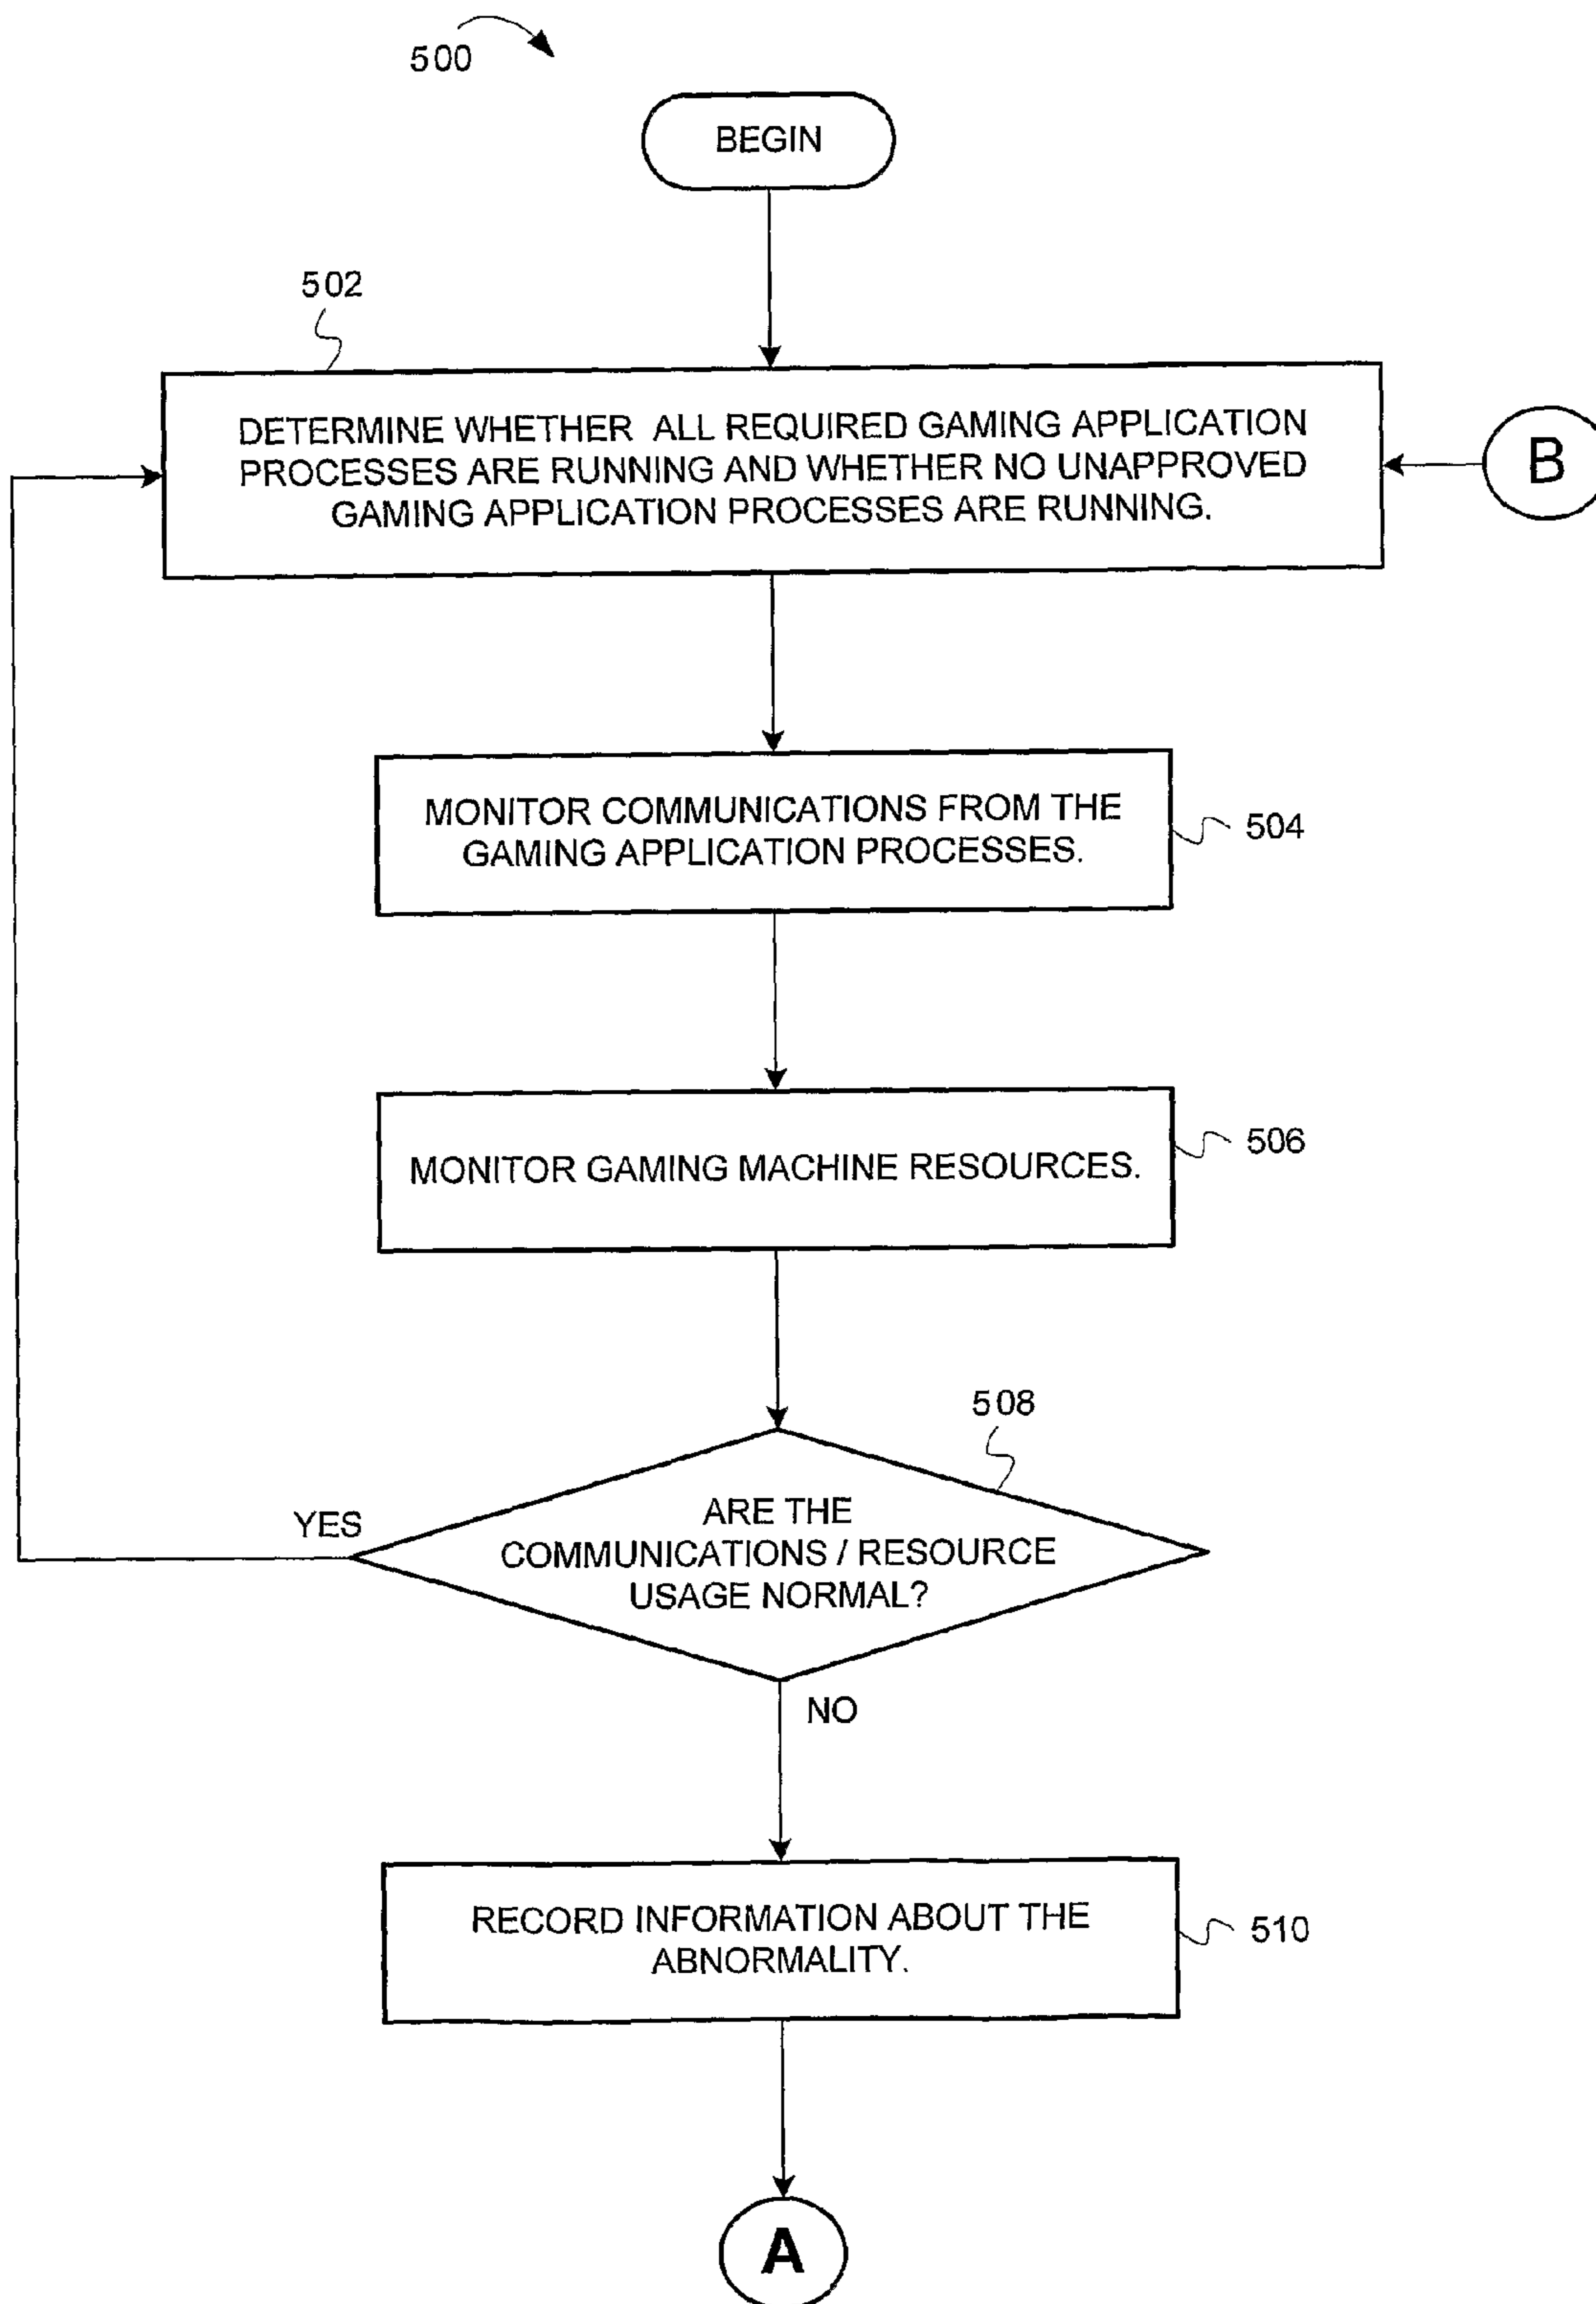 500
BEGIN
502
DETERMINE WHETHER ALL REQUIRED GAMING APPLICATION
PROCESSES ARE RUNNING AND WHETHER NO UNAPPROVED
GAMING APPLICATION PROCESSES ARE RUNNING.
B
MONITOR COMMUNICATIONS FROM THE
GAMING APPLICATION PROCESSES.
504
MONITOR GAMING MACHINE RESOURCES.
506
508
ARE THE
COMMUNICATIONS / RESOURCE
USAGE NORMAL?
YES
NO
RECORD INFORMATION ABOUT THE
ABNORMALITY.
510
A